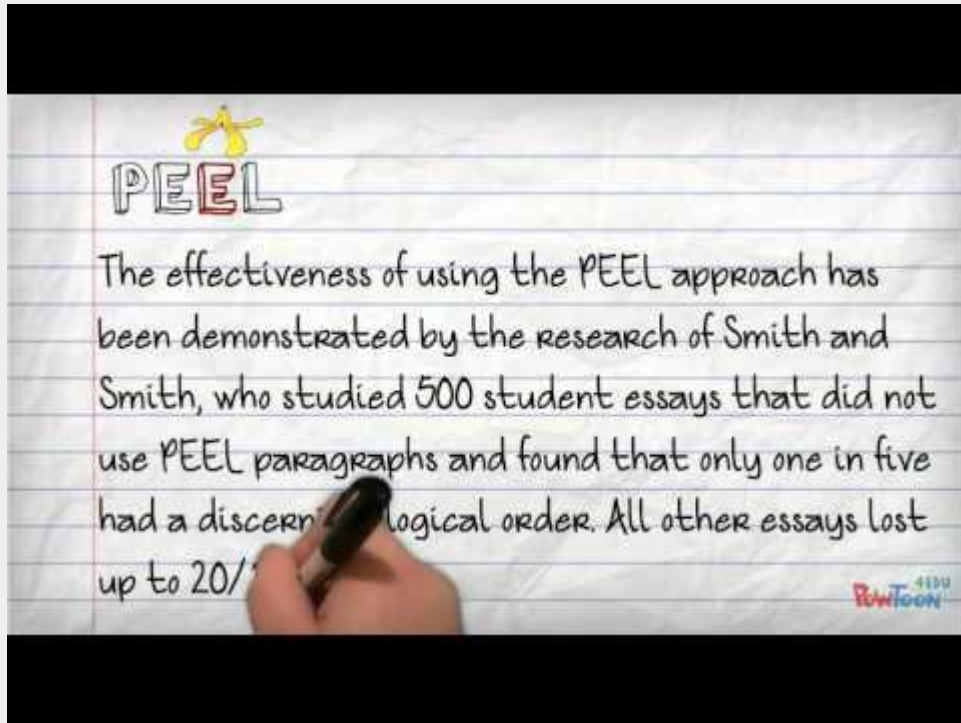 PEEL
The effectiveness of using the PEEL approach has
been demonstrated by the research of Smith and
Smith, who studied 500 student essays that did not
use PEEL paragraphs and found that only one in five
had a logical order. All other essays lost
up to 20/
4EDU
POWTOON